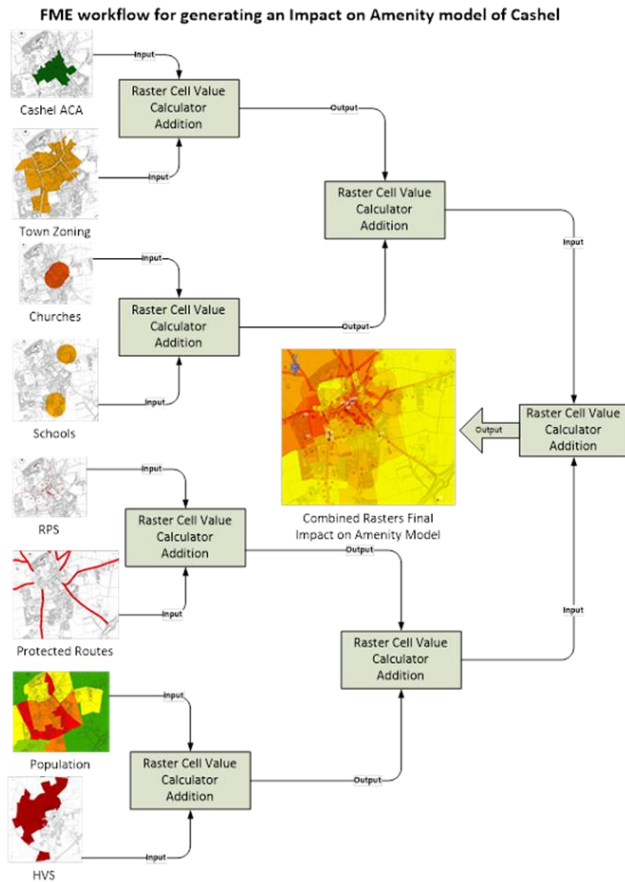 FME workflow for generating an Impact on Amenity model of Cashel
Input
Cashel ACA
Raster Cell Value
Calculator
Addition
Output
Input
Town Zoning
Raster Cell Value
Calculator
Addition
Input
Input
Churches
Raster Cell Value
Calculator
Addition
Output
Input
Schools
Raster Cell Value
Calculator
Addition
Output
Combined Rasters Final
Impact on Amenity Model
Input
RPS
Raster Cell Value
Calculator
Addition
Output
Input
Protected Routes
Raster Cell Value
Calculator
Addition
Input
Input
Population
Raster Cell Value
Calculator
Addition
Output
Input
HVS